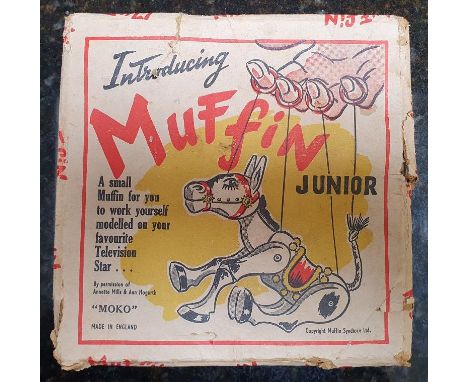 Introducing
Muffin
JUNIOR
A small
Muffin for you
to work yourself
modelled on your
favourite
Television
Star . . .
By permission of
Annette Mills & Ann Hogarth
"MOKO"
MADE IN ENGLAND
Copyright Muffin Syndicate Ltd.